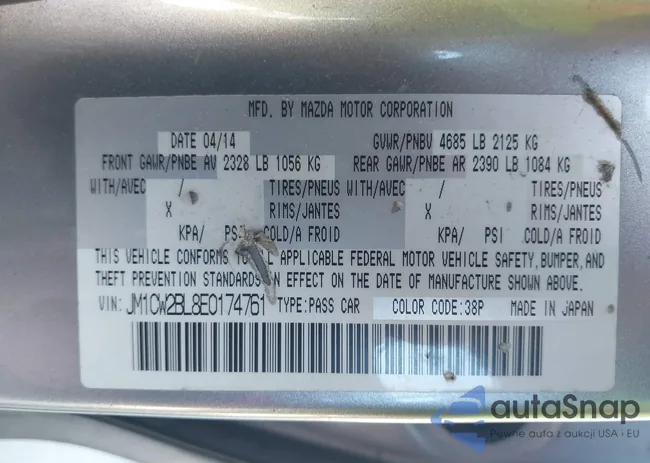 MFD. BY MAZDA MOTOR CORPORATION
DATE 04/14 GVWR/PNBV 4685 LB 2125 KG
FRONT GAWR/PNBE AV 2328 LB 1056 KG REAR GAWR/PNBE AR 2390 LB 1084 KG
WITH/AVEC / TIRES/PNEUS WITH/AVEC / TIRES/PNEUS
X RIMS/JANTES X RIMS/JANTES
KPA/ PSI COLD/A FROID KPA/ PSI COLD/A FROID
THIS VEHICLE CONFORMS TO ALL APPLICABLE FEDERAL MOTOR VEHICLE SAFETY, BUMPER, AND
THEFT PREVENTION STANDARDS IN EFFECT ON THE DATE OF MANUFACTURE SHOWN ABOVE.
VIN: JM1CW2BL8E0174761 TYPE: PASS CAR COLOR CODE: 38P MADE IN JAPAN
autoSnap
Pewne auta z aukcji USA i EU